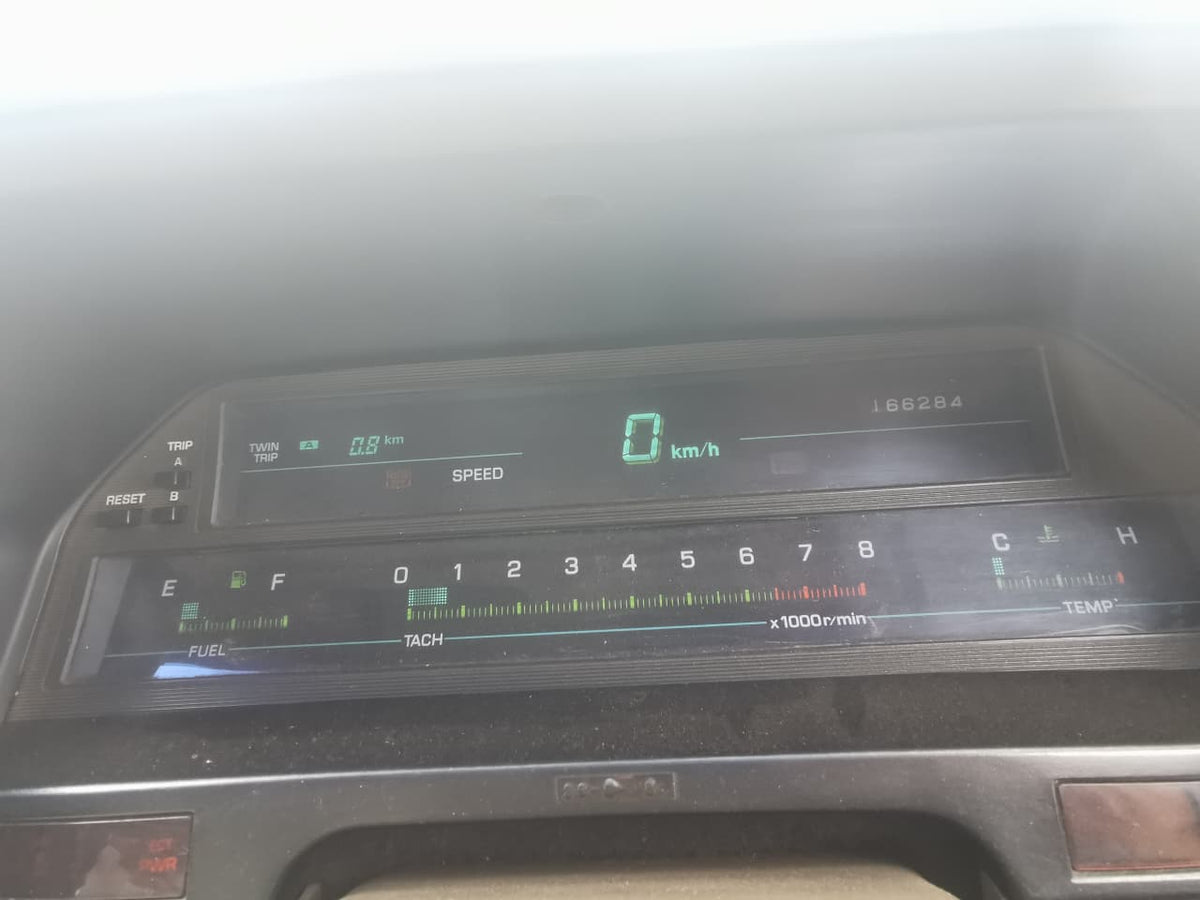 TRIP
A
B
RESET
TWIN
TRIP
A
0.8 km
SPEED
0 km/h
166284
E F
FUEL
0 1 2 3 4 5 6 7 8
TACH
x1000r/min
C H
TEMP
ECT
PWR